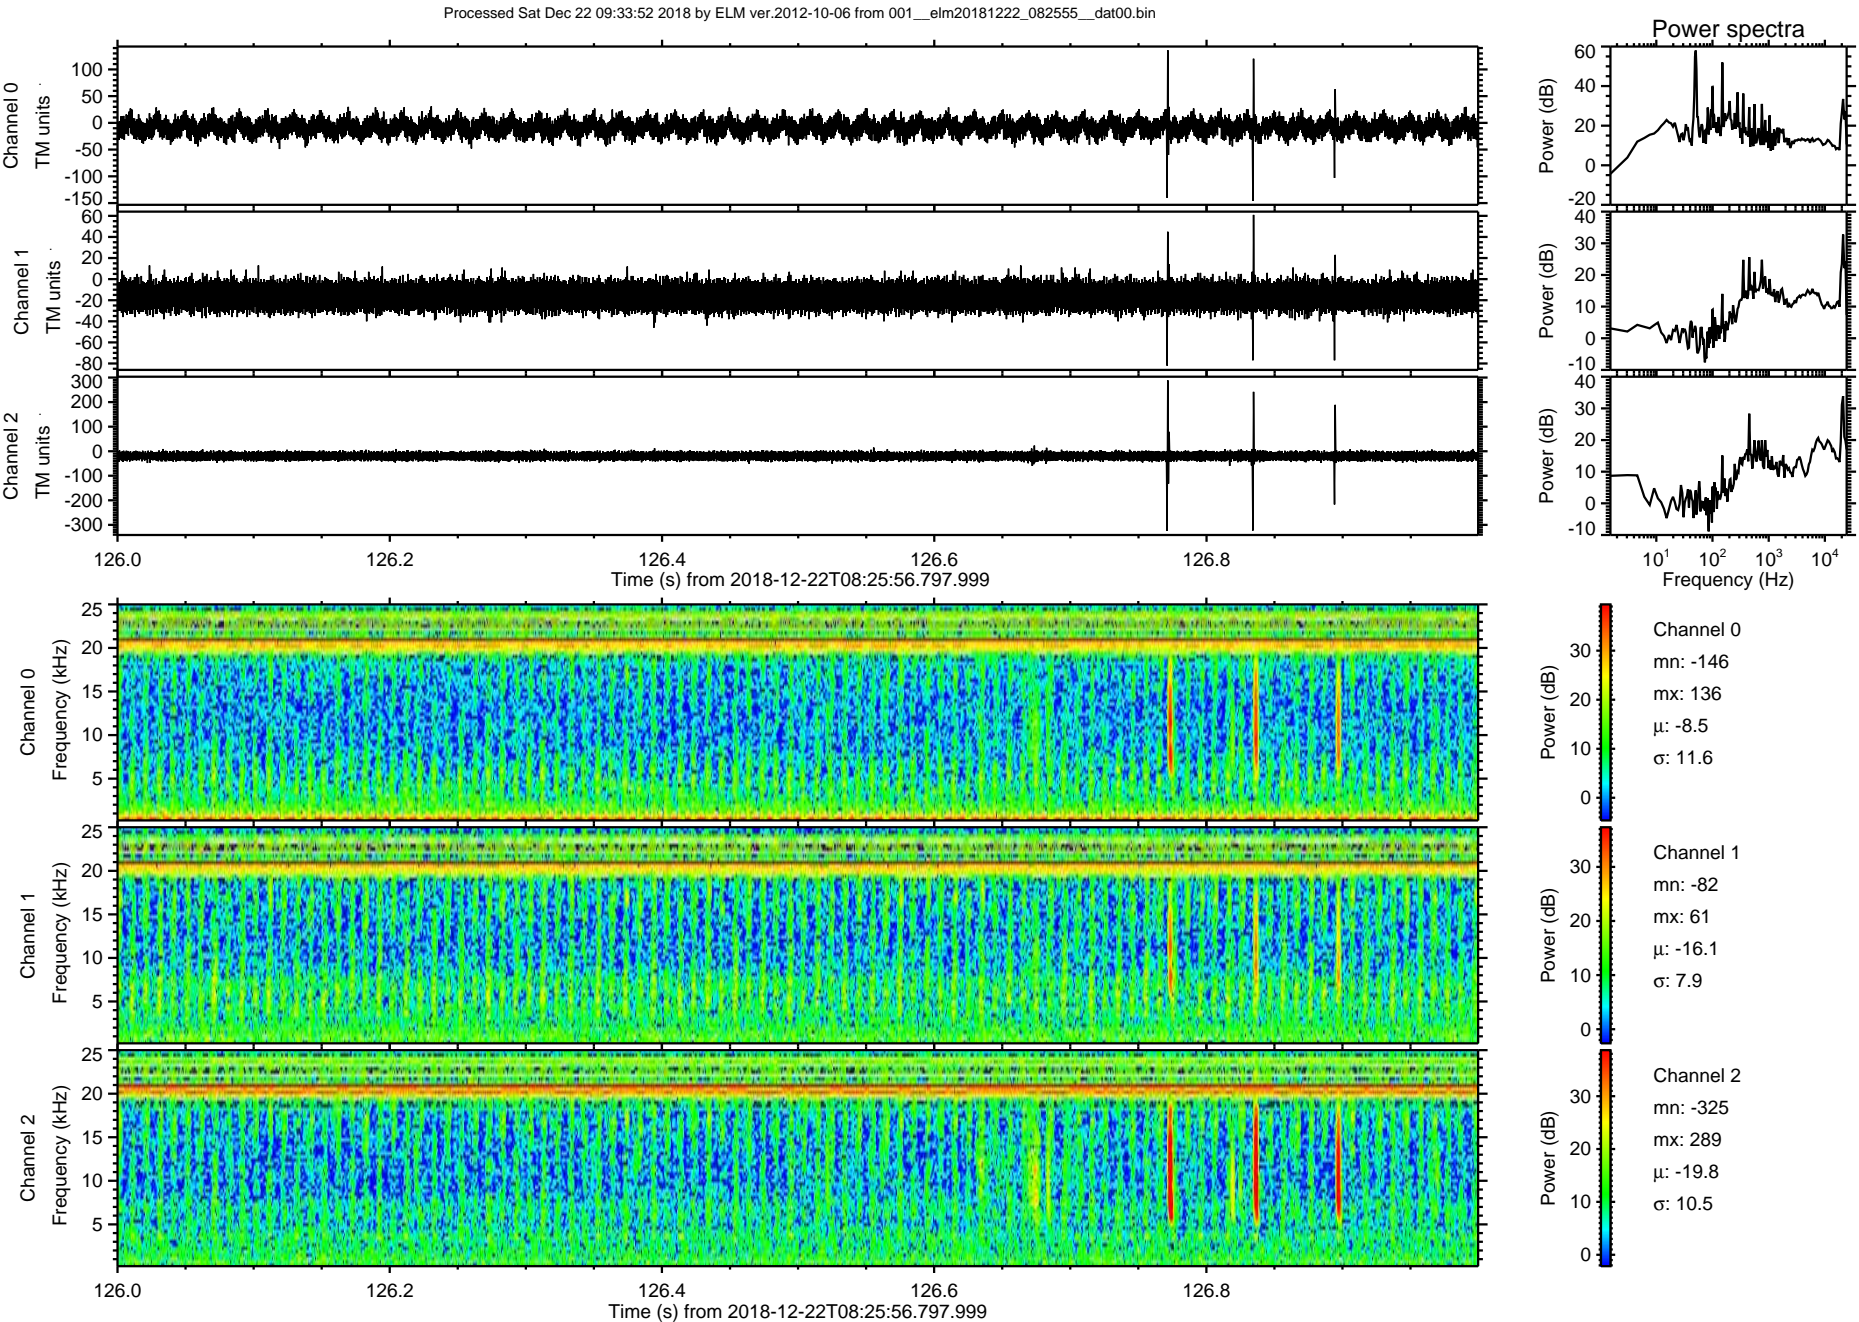 Processed Sat Dec 22 09:33:52 2018 by ELM ver.2012-10-06 from 001__elm20181222_082555__dat00.bin
Power spectra
Channel 0
TM units
100
50
0
-50
-100
-150
Power (dB)
60
40
20
0
-20
Channel 1
TM units
60
40
20
0
-20
-40
-60
-80
Power (dB)
40
30
20
10
0
-10
Channel 2
TM units
300
200
100
0
-100
-200
-300
Power (dB)
40
30
20
10
0
-10
126.0 126.2 126.4 126.6 126.8
Time (s) from 2018-12-22T08:25:56.797.999
10¹ 10² 10³ 10⁴
Frequency (Hz)
Channel 0
Frequency (kHz)
25
20
15
10
5
Power (dB)
30
20
10
0
Channel 0
mn: -146
mx: 136
μ: -8.5
σ: 11.6
Channel 1
Frequency (kHz)
25
20
15
10
5
Power (dB)
30
20
10
0
Channel 1
mn: -82
mx: 61
μ: -16.1
σ: 7.9
Channel 2
Frequency (kHz)
25
20
15
10
5
Power (dB)
30
20
10
0
Channel 2
mn: -325
mx: 289
μ: -19.8
σ: 10.5
126.0 126.2 126.4 126.6 126.8
Time (s) from 2018-12-22T08:25:56.797.999